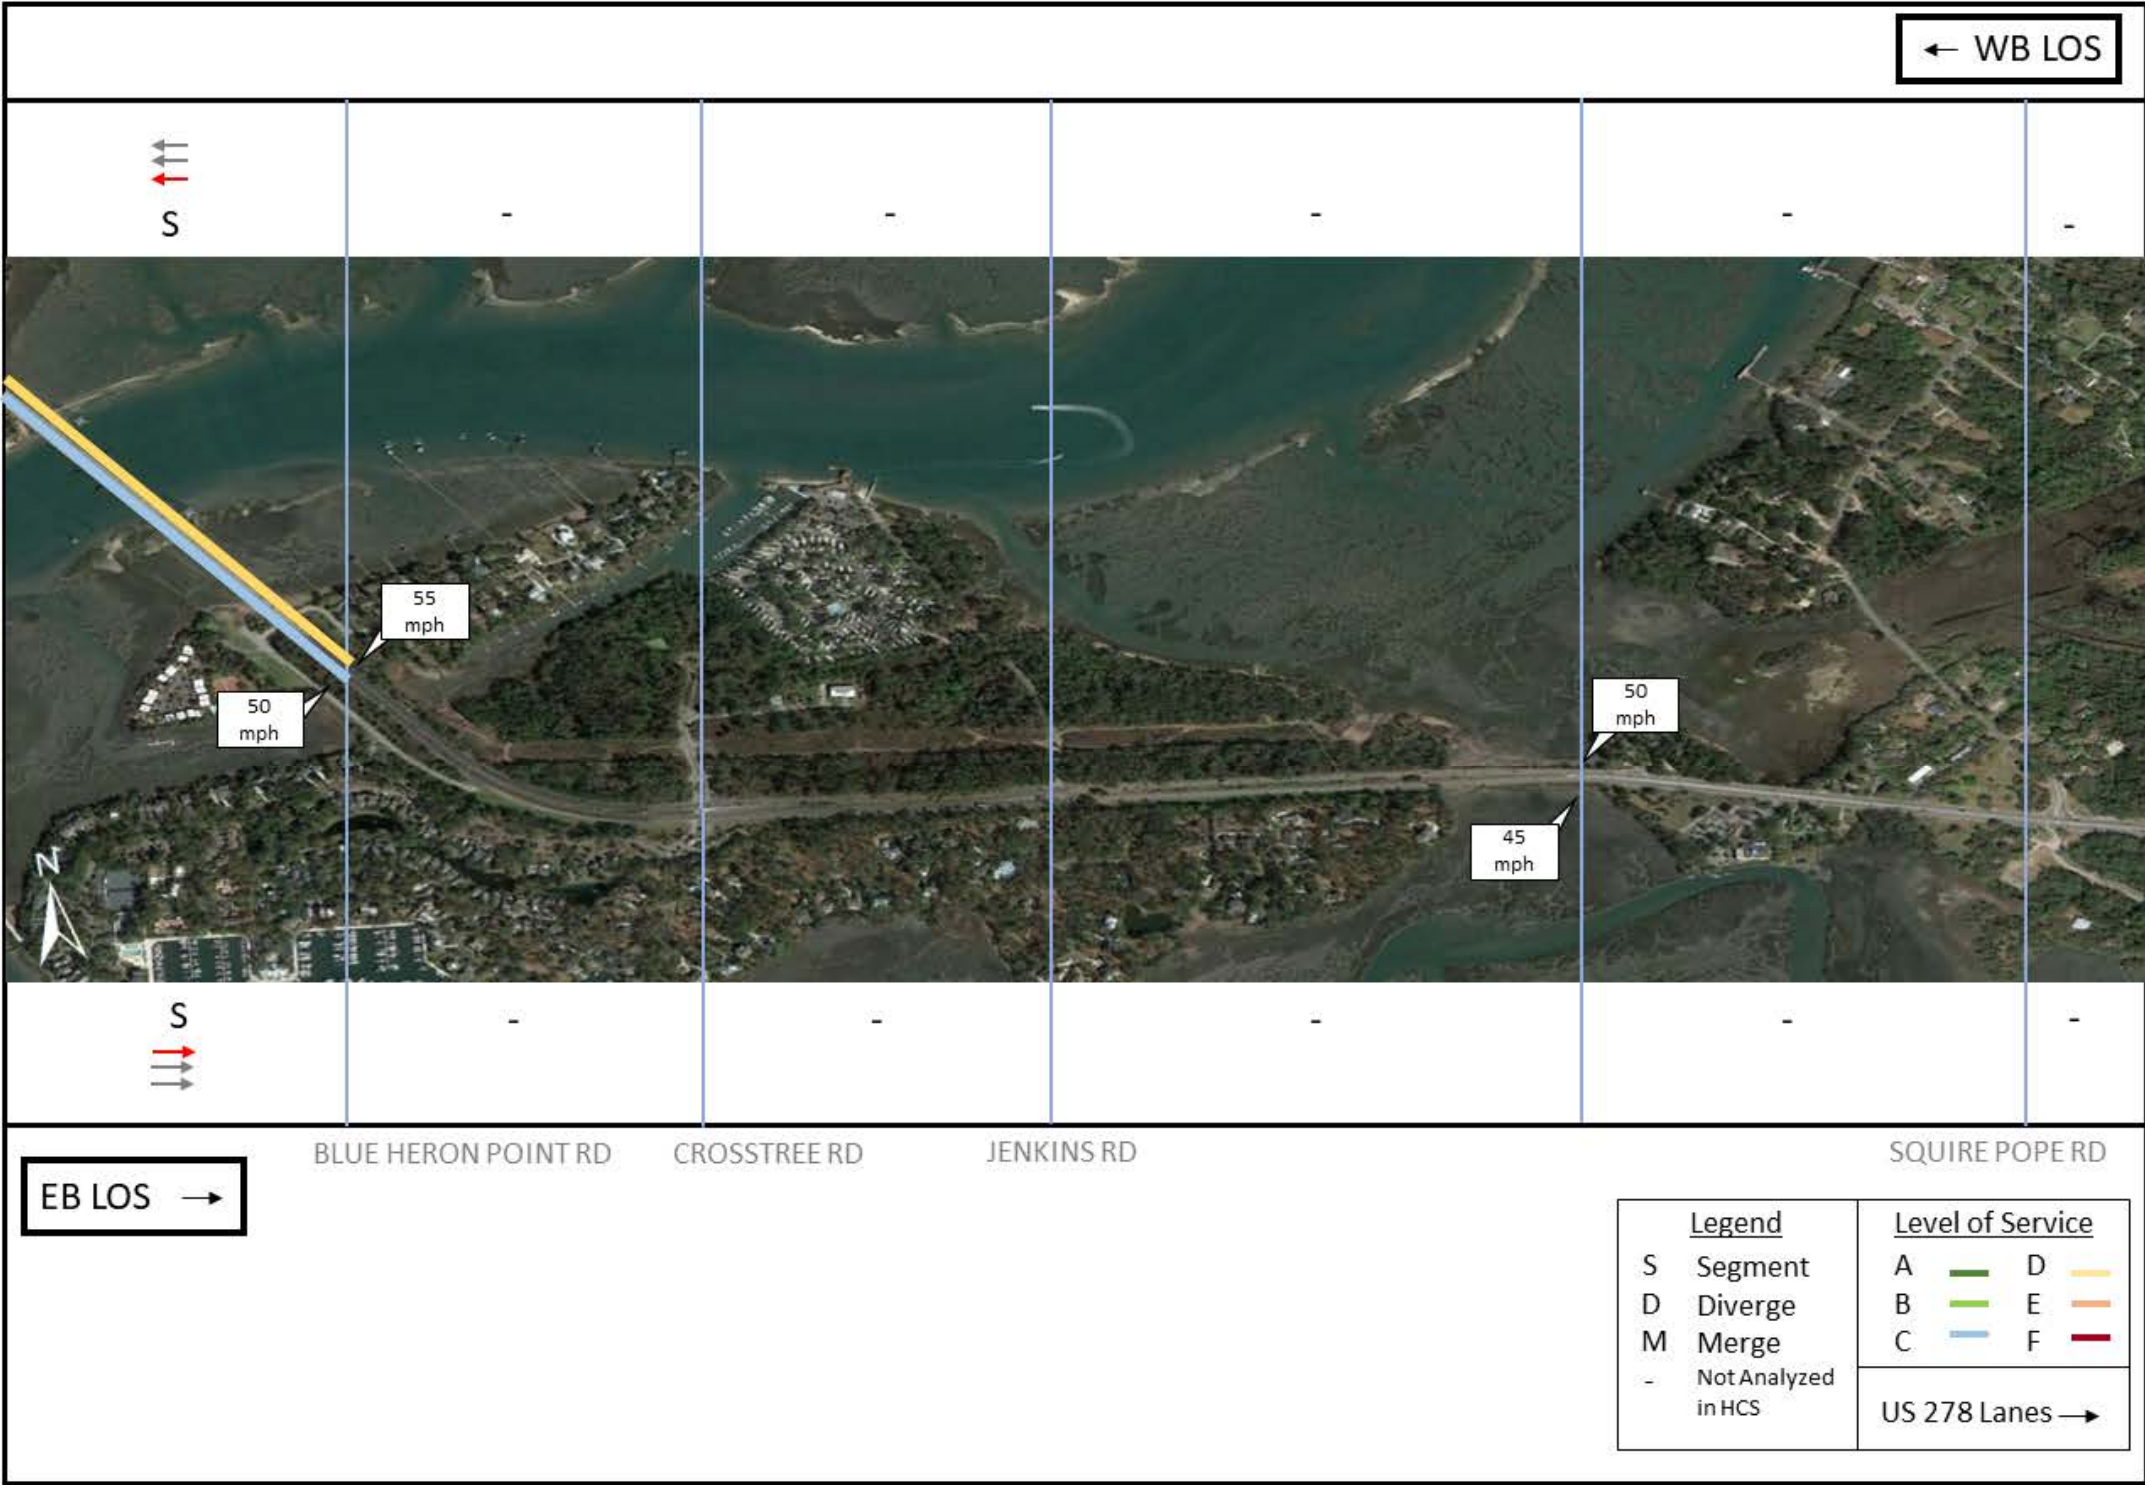 ← WB LOS
S
-
-
-
-
-
55
mph
50
mph
50
mph
45
mph
N
S
-
-
-
-
-
BLUE HERON POINT RD
CROSSTREE RD
JENKINS RD
SQUIRE POPE RD
EB LOS →
Legend
S Segment
D Diverge
M Merge
- Not Analyzed
in HCS
Level of Service
A D
B E
C F
US 278 Lanes →